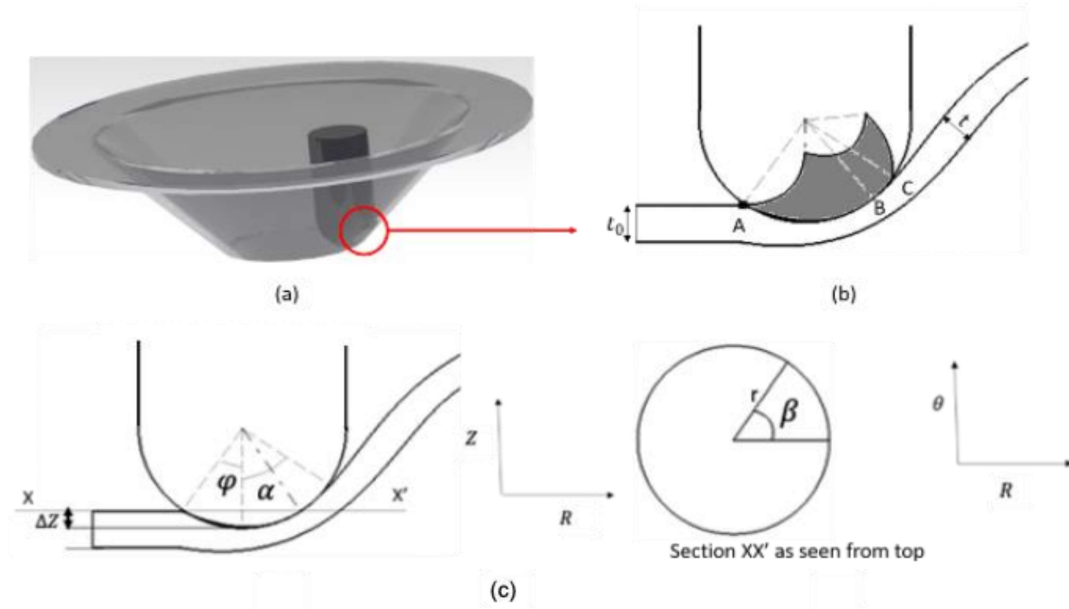 (a)
t₀
A
B
C
t
(b)
X
X'
φ
α
ΔZ
Z
R
r
β
θ
R
Section XX' as seen from top
(c)